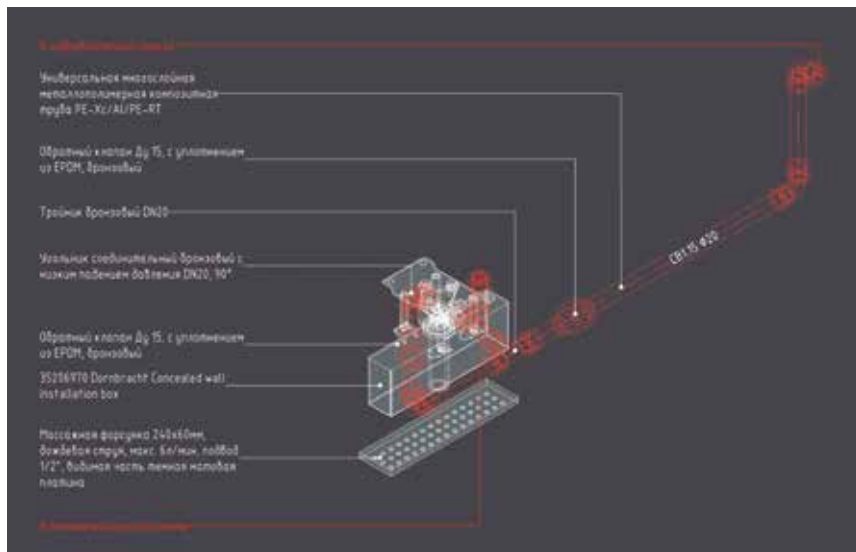 Универсальная многослойная
металлополимерная композитная
труба PE-Xc/Al/PE-RT
Обратный клапан Ду 15, с уплотнением
из EPDM, бронзовый
Тройник бронзовый DN20
Угольник соединительный бронзовый с
низким падением давления DN20, 90°
Обратный клапан Ду 15, с уплотнением
из EPDM, бронзовый
35286970 Dornbracht Concealed wall
installation box
Массажная форсунка 240х60мм,
дождевая струя, макс. 6л/мин, подвод
1/2", видимая часть темная матовая
платина
СВ1.15 ø20